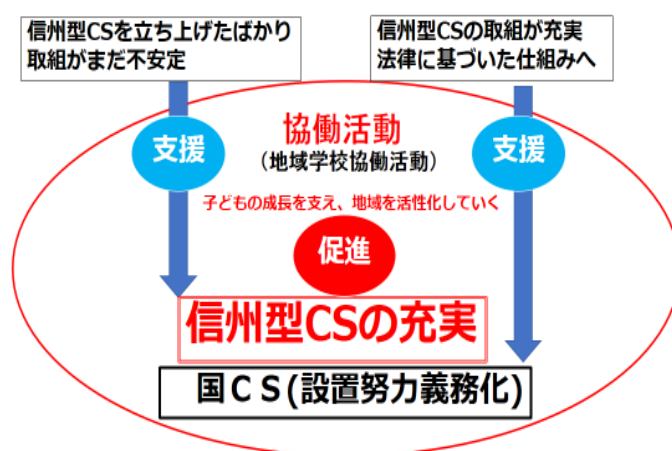 信州型CSを立ち上げたばかり
取組がまだ不安定
信州型CSの取組が充実
法律に基づいた仕組みへ
協働活動
（地域学校協働活動）
支援
支援
子どもの成長を支え、地域を活性化していく
促進
信州型CSの充実
国ＣＳ(設置努力義務化)